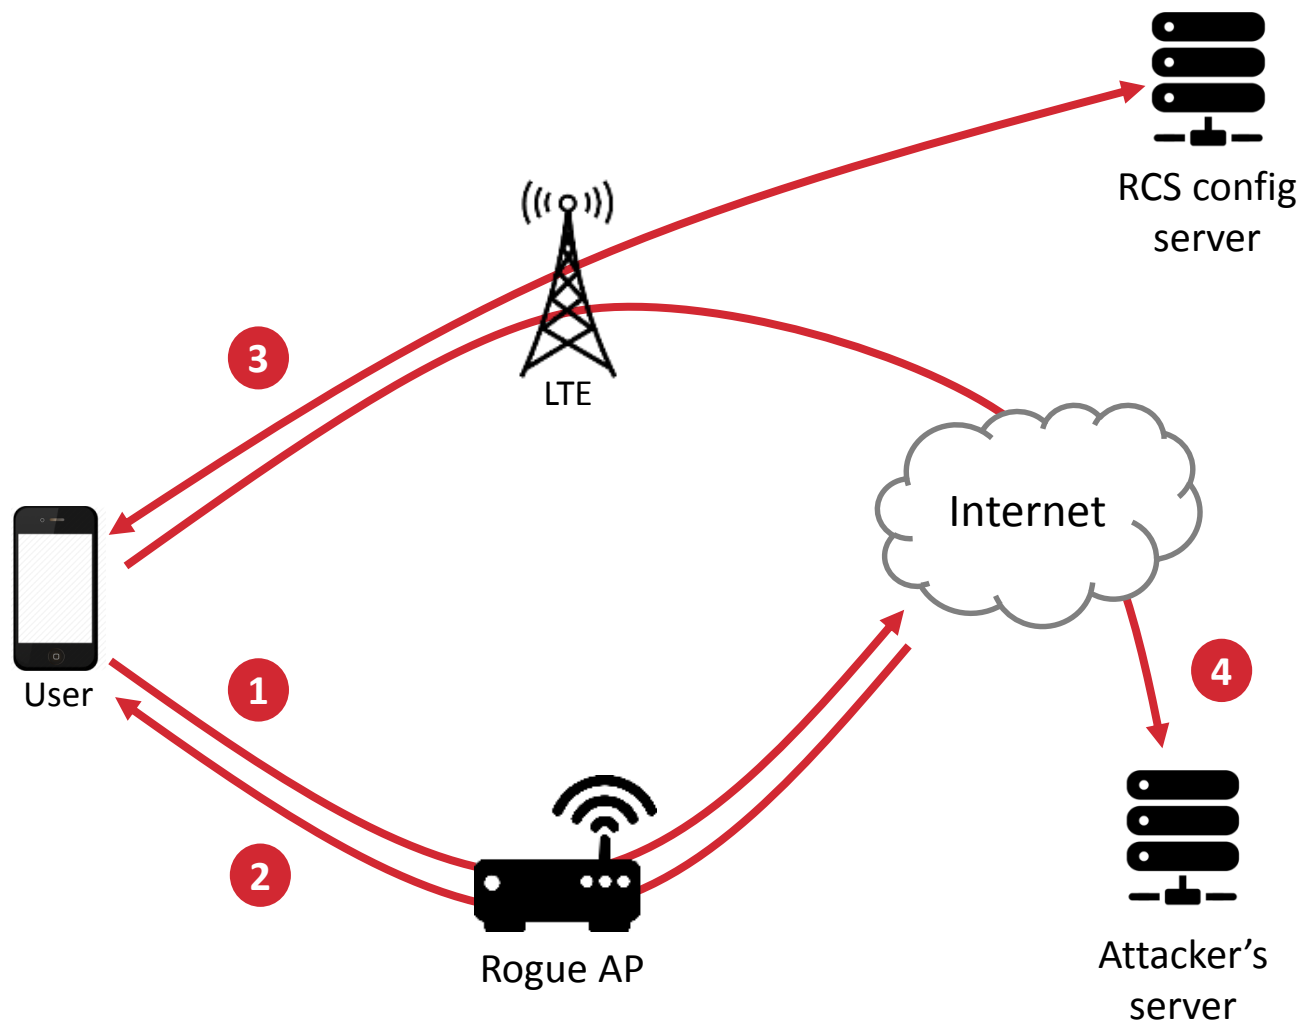 RCS config
server
3
LTE
Internet
User
1
4
2
Rogue AP
Attacker’s
server